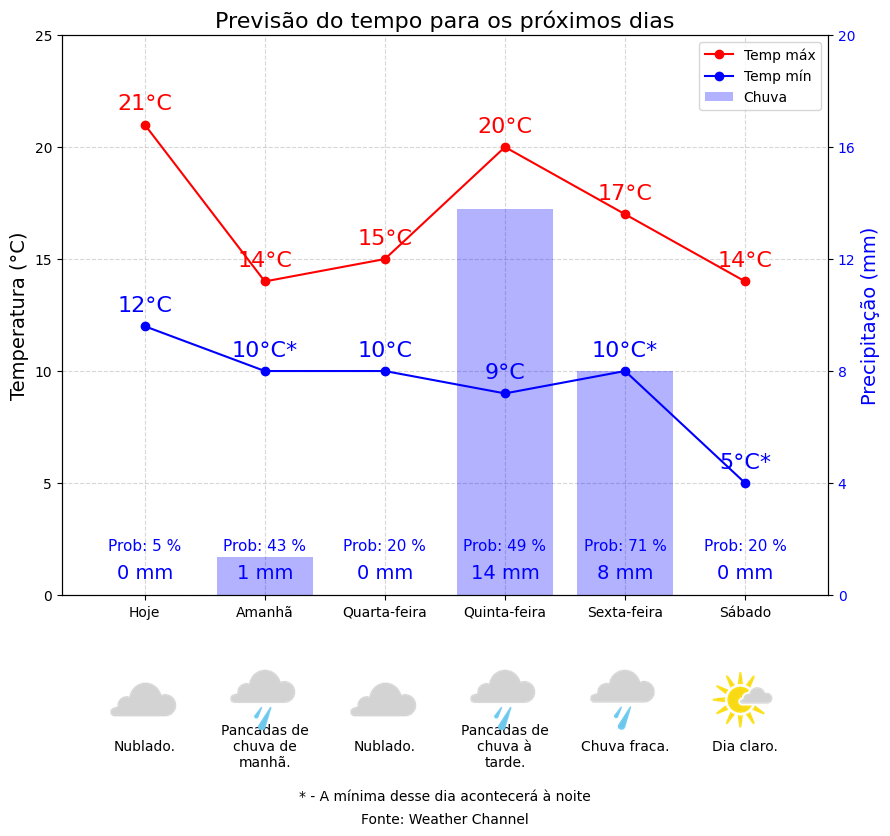 Previsão do tempo para os próximos dias
Temperatura (°C)
Precipitação (mm)
25
20
15
10
5
0
20
16
12
8
4
0
Temp máx
Temp mín
Chuva
21°C
14°C
15°C
20°C
17°C
14°C
12°C
10°C*
10°C
9°C
10°C*
5°C*
Prob: 5 %
Prob: 43 %
Prob: 20 %
Prob: 49 %
Prob: 71 %
Prob: 20 %
0 mm
1 mm
0 mm
14 mm
8 mm
0 mm
Hoje
Amanhã
Quarta-feira
Quinta-feira
Sexta-feira
Sábado
Nublado.
Pancadas de
chuva de
manhã.
Nublado.
Pancadas de
chuva à
tarde.
Chuva fraca.
Dia claro.
* - A mínima desse dia acontecerá à noite
Fonte: Weather Channel